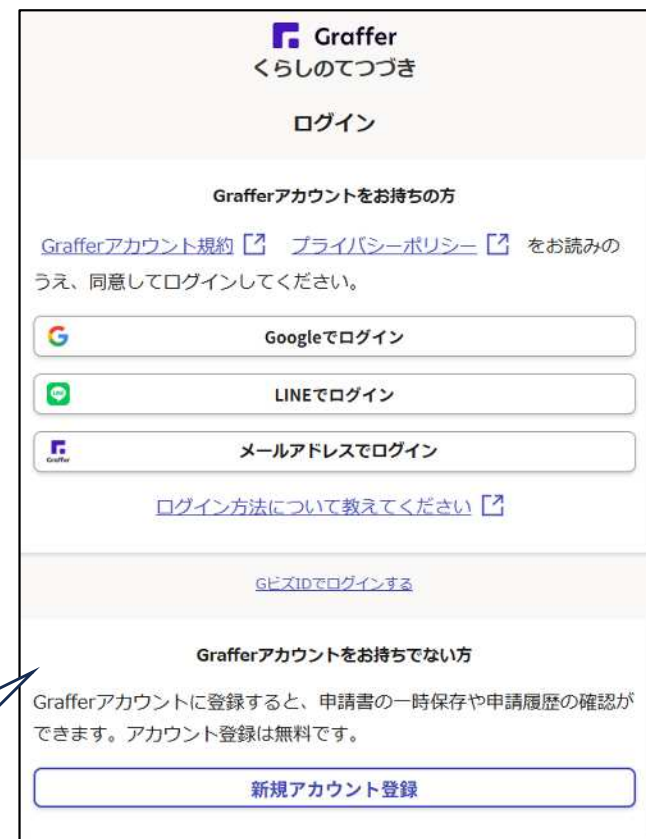 Graffer
くらしのてつづき
ログイン
Grafferアカウントをお持ちの方
Grafferアカウント規約 プライバシーポリシー をお読みの
うえ、同意してログインしてください。
Googleでログイン
LINEでログイン
Graffer メールアドレスでログイン
ログイン方法について教えてください
GビズIDでログインする
Grafferアカウントをお持ちでない方
Grafferアカウントに登録すると、申請書の一時保存や申請履歴の確認が
できます。アカウント登録は無料です。
新規アカウント登録